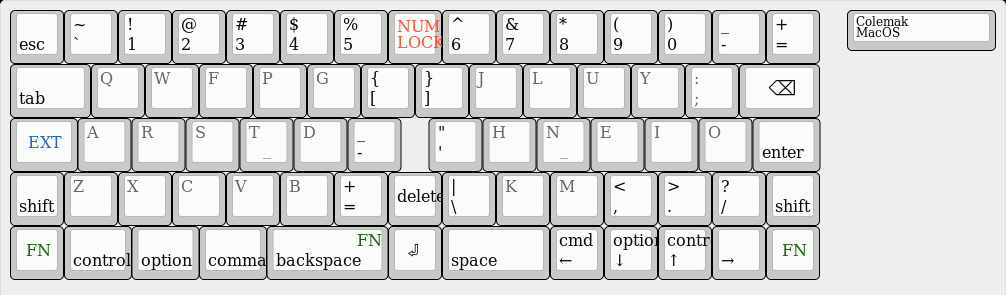 esc ~ ` ! 1 @ 2 # 3 $ 4 % 5 NUM LOCK ^ 6 & 7 * 8 ( 9 ) 0 _ - + =
Colemak
MacOS
tab Q W F P G { [ } ] J L U Y : ; ⌫
EXT A R S T _ D _ - " ' H N _ E I O enter
shift Z X C V B + = delete | \ K M < , > . ? / shift
FN control option comma FN backspace ⏎ space cmd ← option ↓ contr ↑ → FN